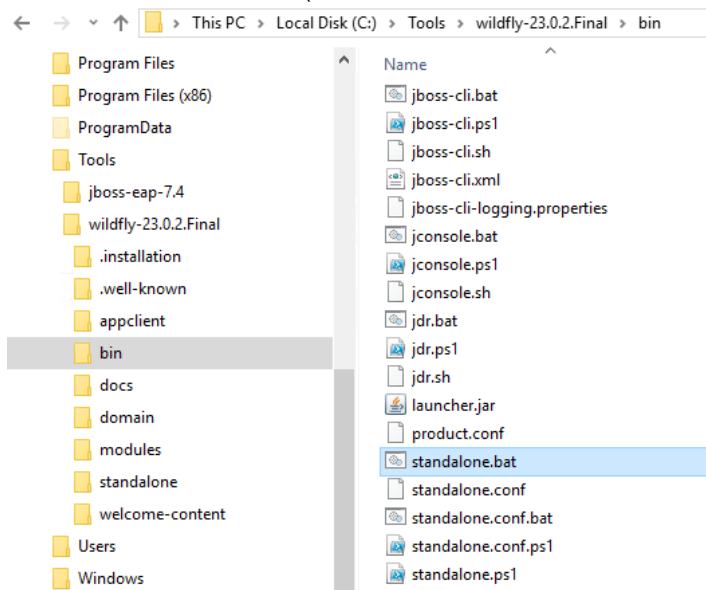 This PC > Local Disk (C:) > Tools > wildfly-23.0.2.Final > bin
Program Files
Program Files (x86)
ProgramData
Tools
jboss-eap-7.4
wildfly-23.0.2.Final
.installation
.well-known
appclient
bin
docs
domain
modules
standalone
welcome-content
Users
Windows
Name
jboss-cli.bat
jboss-cli.ps1
jboss-cli.sh
jboss-cli.xml
jboss-cli-logging.properties
jconsole.bat
jconsole.ps1
jconsole.sh
jdr.bat
jdr.ps1
jdr.sh
launcher.jar
product.conf
standalone.bat
standalone.conf
standalone.conf.bat
standalone.conf.ps1
standalone.ps1